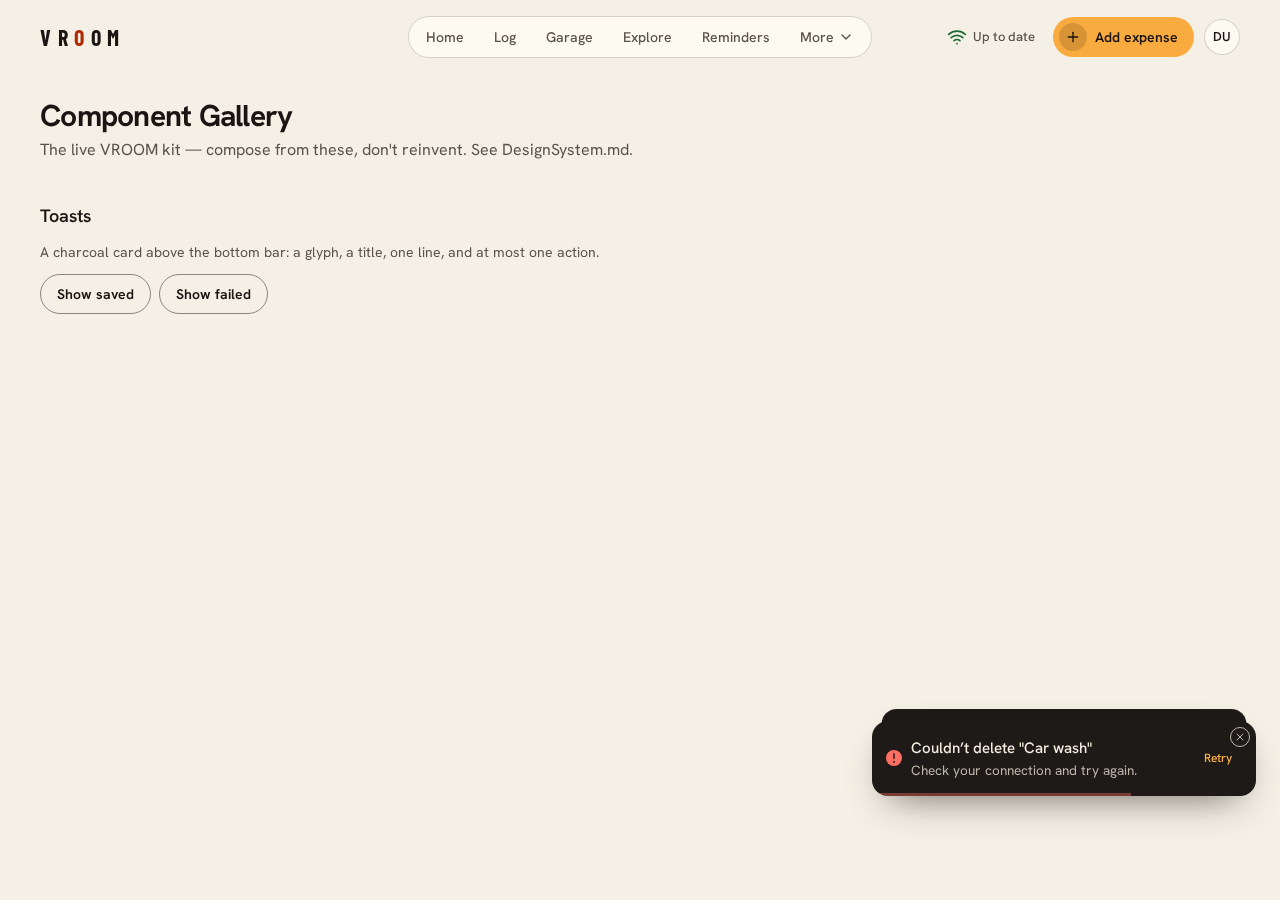 VROOM
Home
Log
Garage
Explore
Reminders
More
Up to date
Add expense
DU
Component Gallery
The live VROOM kit — compose from these, don't reinvent. See DesignSystem.md.
Toasts
A charcoal card above the bottom bar: a glyph, a title, one line, and at most one action.
Show saved
Show failed
Couldn’t delete "Car wash"
Check your connection and try again.
Retry